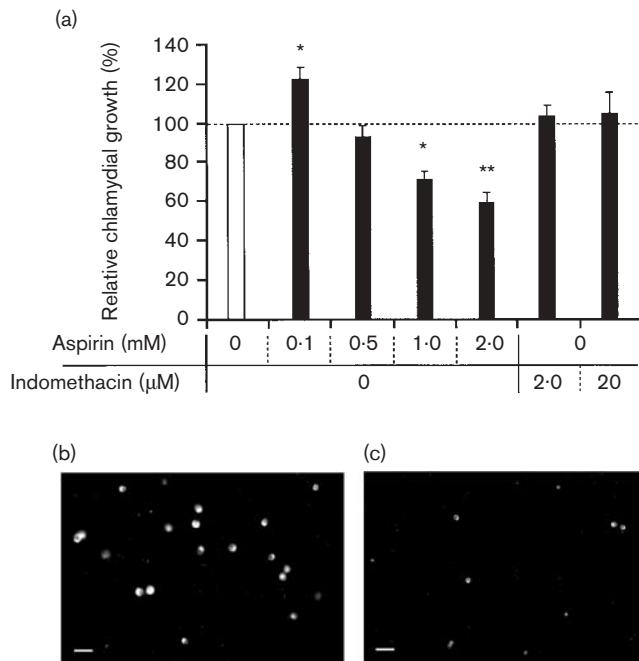 (a)
Relative chlamydial growth (%)
140
120
100
80
60
40
20
0
*
*
**
Aspirin (mM) 0 0·1 0·5 1·0 2·0 0
Indomethacin (μM) 0 2·0 20
(b) (c)